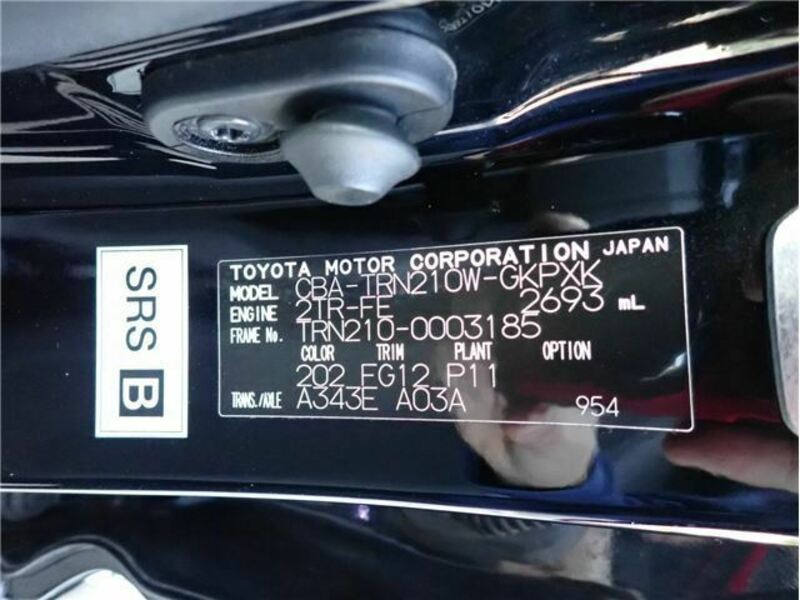 SRS B
TOYOTA MOTOR CORPORATION JAPAN
MODEL CBA-TRN210W-GKPXK
ENGINE 2TR-FE 2693 mL
FRAME No. TRN210-0003185
COLOR TRIM PLANT OPTION
202 FG12 P11
TRANS./AXLE A343E A03A 954